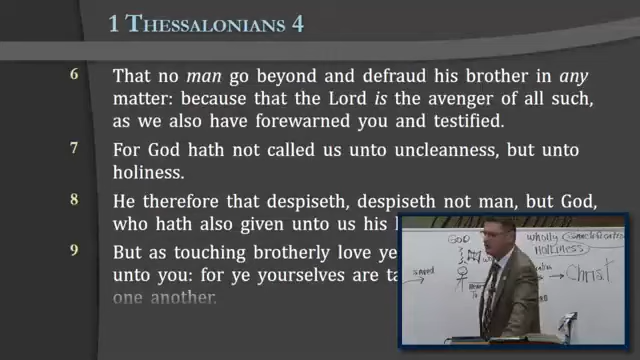 1 THESSALONIANS 4
6 That no man go beyond and defraud his brother in any
matter: because that the Lord is the avenger of all such,
as we also have forewarned you and testified.
7 For God hath not called us unto uncleanness, but unto
holiness.
8 He therefore that despiseth, despiseth not man, but God,
who hath also given unto us his
9 But as touching brotherly love ye
unto you: for ye yourselves are
one another.
GOD
wholly
Holiness
saved
Christ